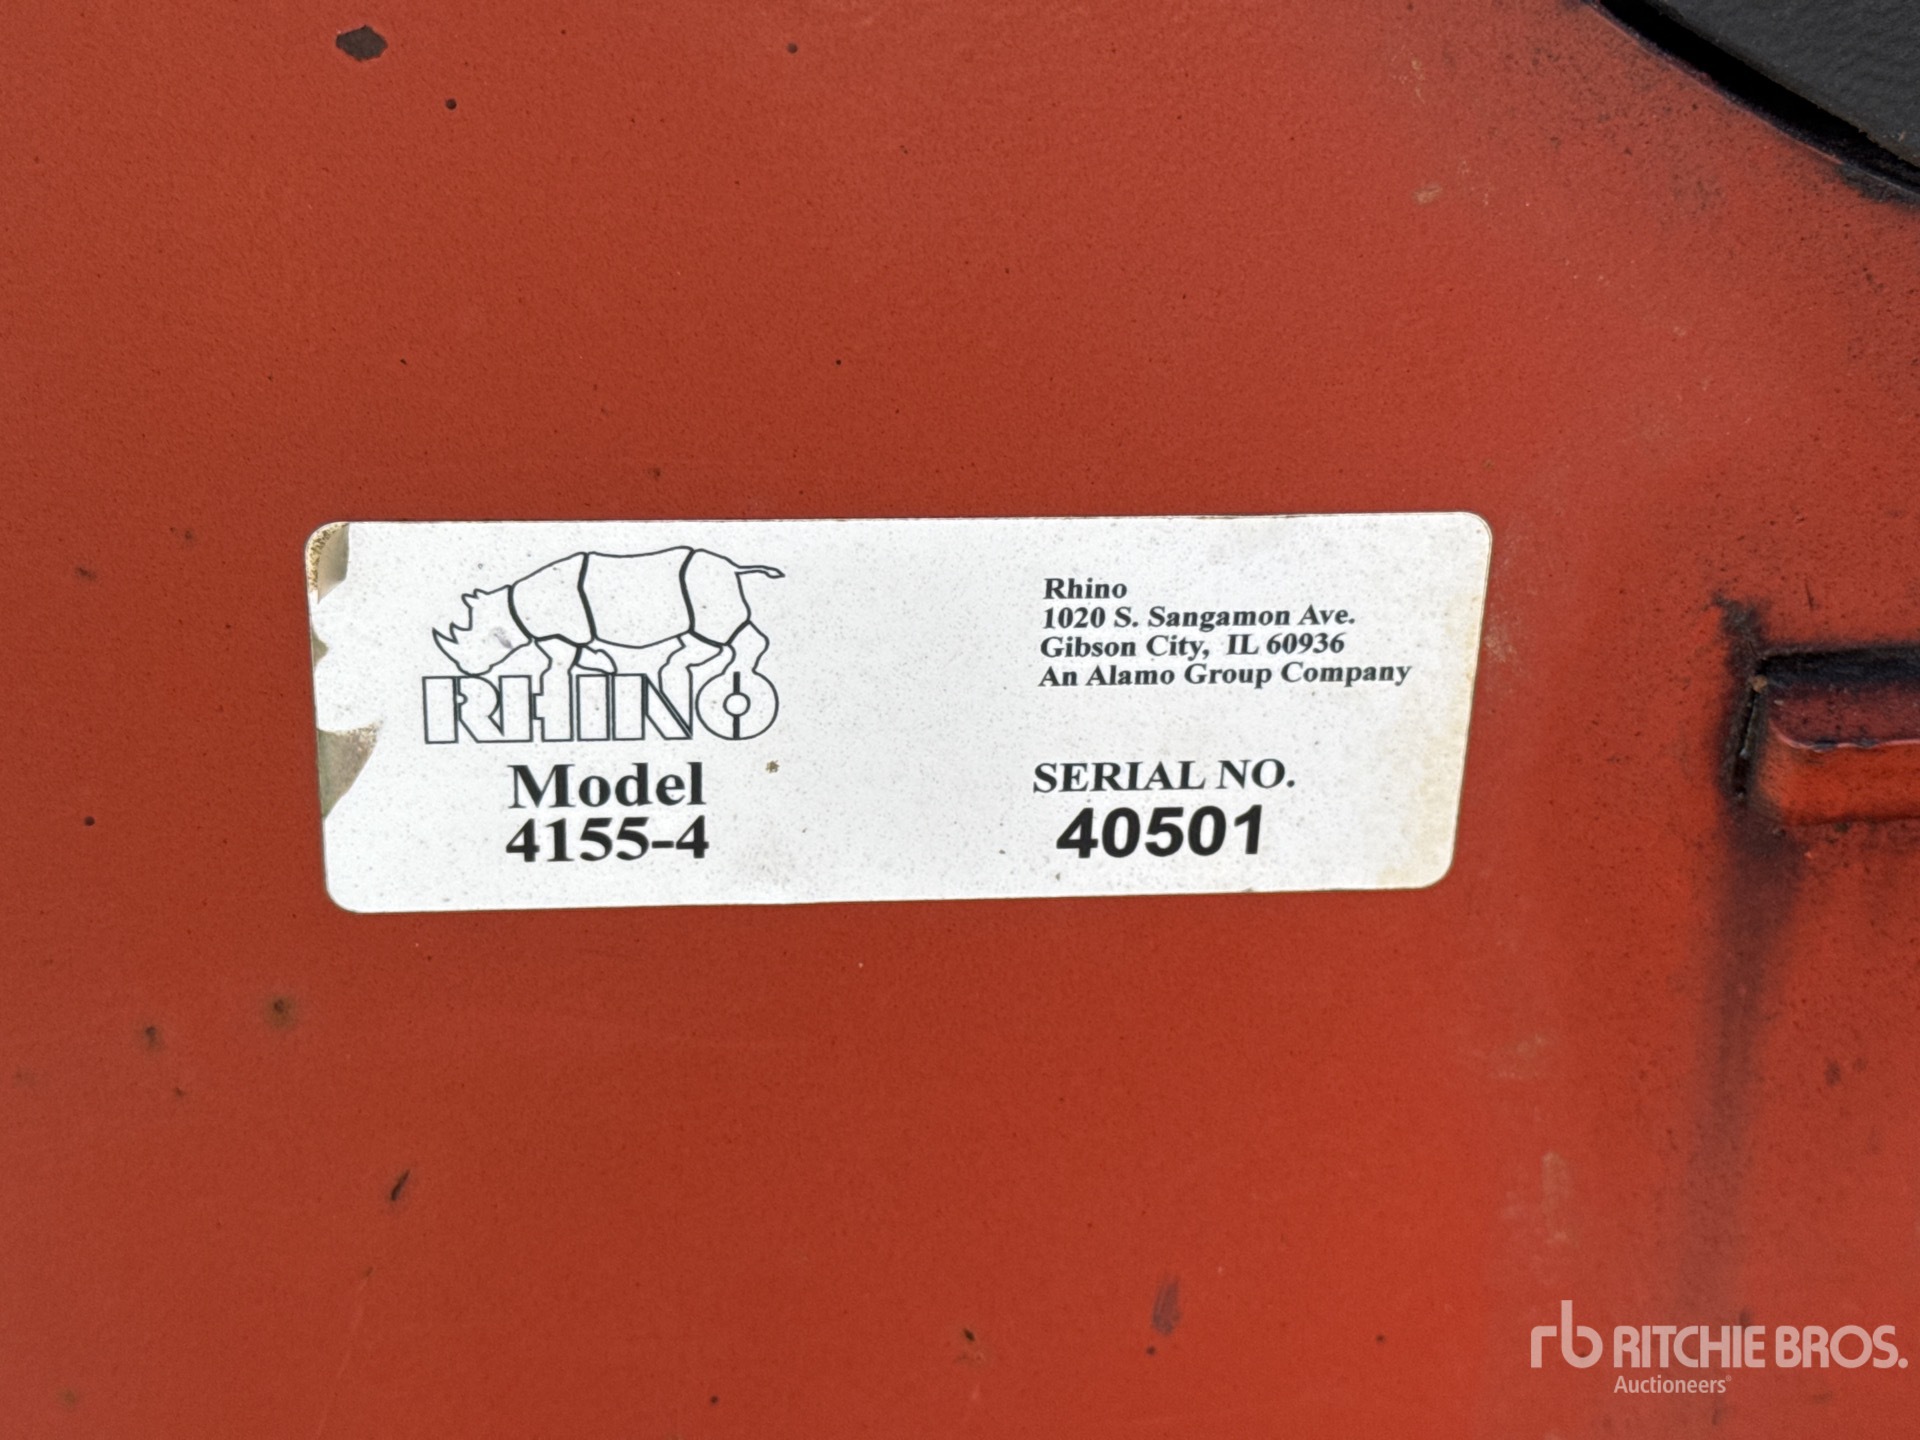 RHINO
Model
4155-4
Rhino
1020 S. Sangamon Ave.
Gibson City, IL 60936
An Alamo Group Company
SERIAL NO.
40501
rb RITCHIE BROS.
Auctioneers